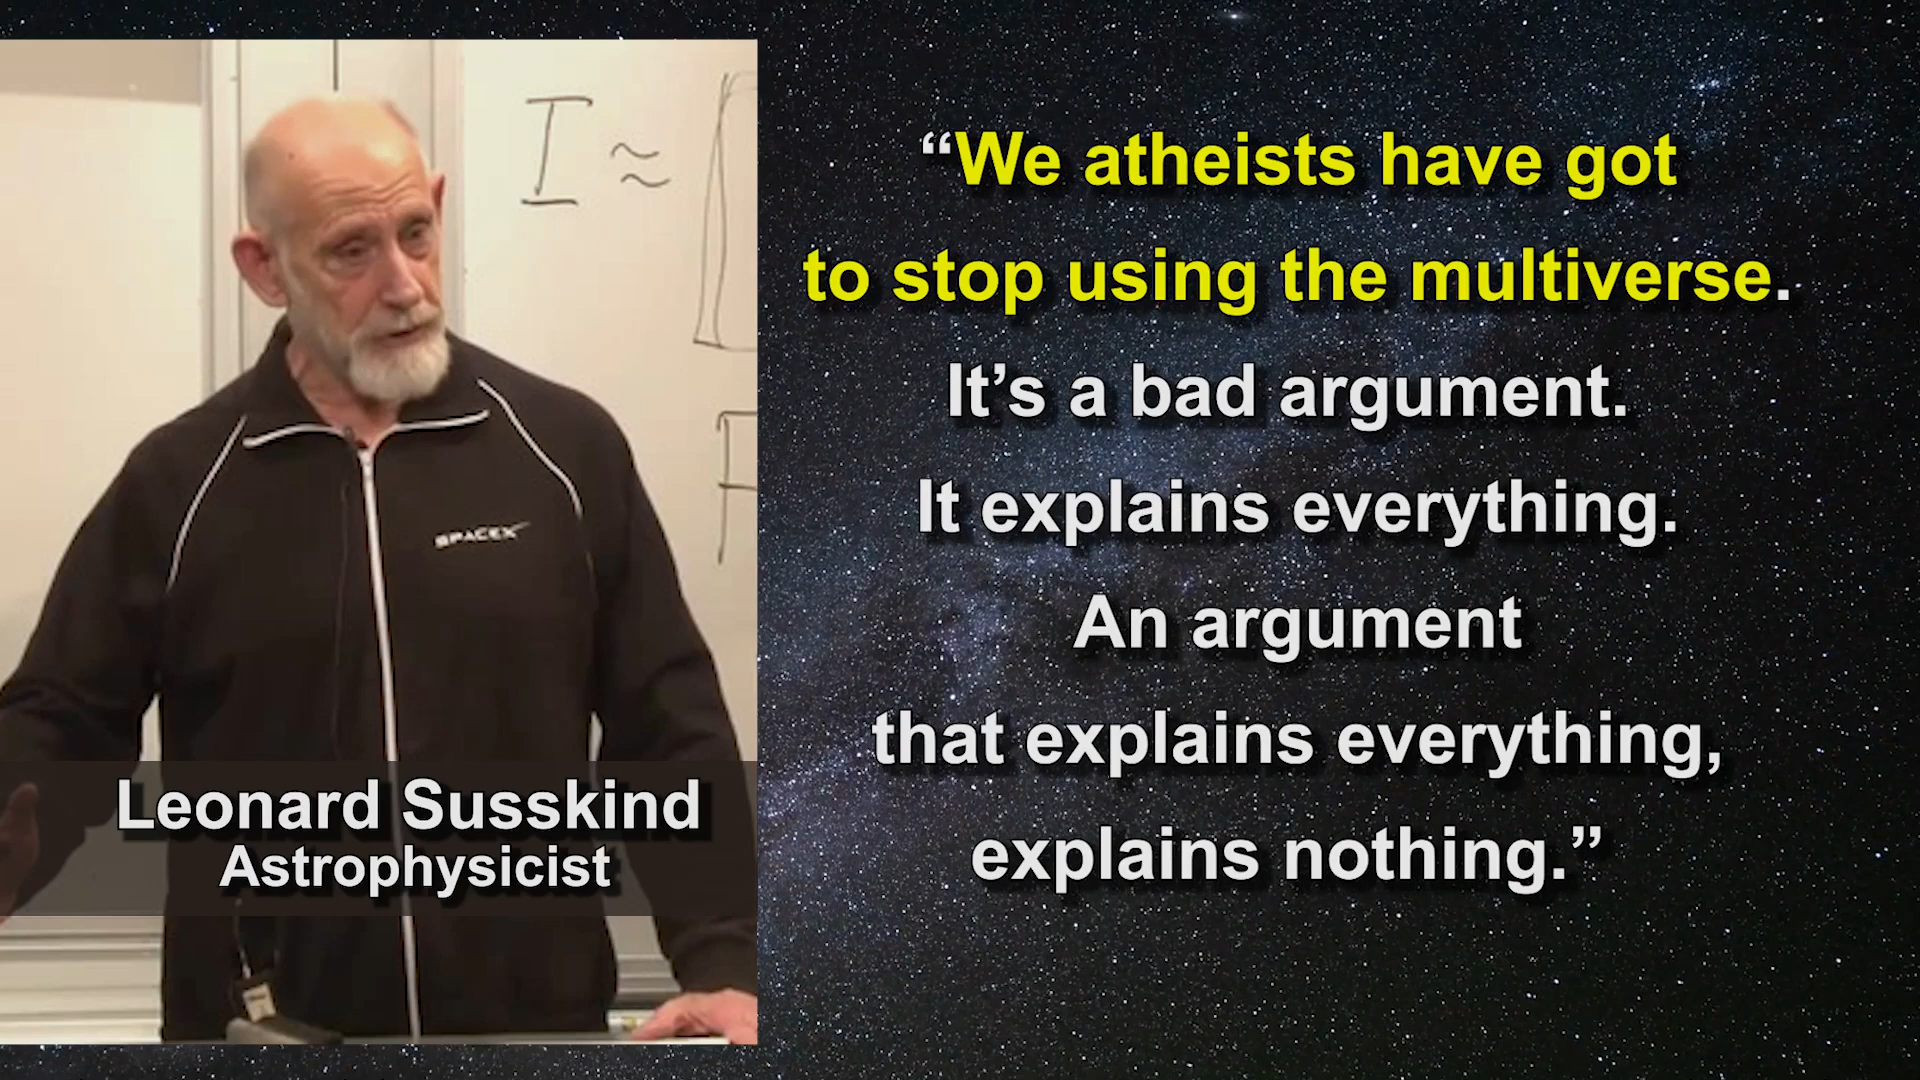 I ≈
SPACEX
Leonard Susskind
Astrophysicist
“We atheists have got
to stop using the multiverse.
It’s a bad argument.
It explains everything.
An argument
that explains everything,
explains nothing.”